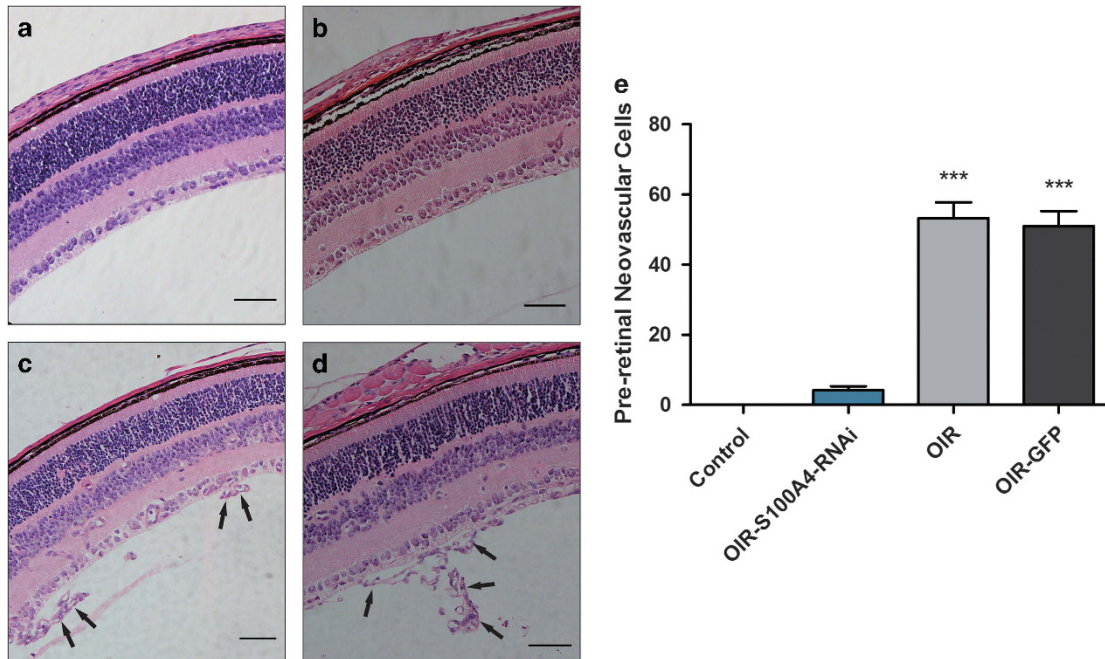 a
b
c
d
e
Pre-retinal Neovascular Cells
80
60
40
20
0
***
***
Control
OIR-S100A4-RNAi
OIR
OIR-GFP